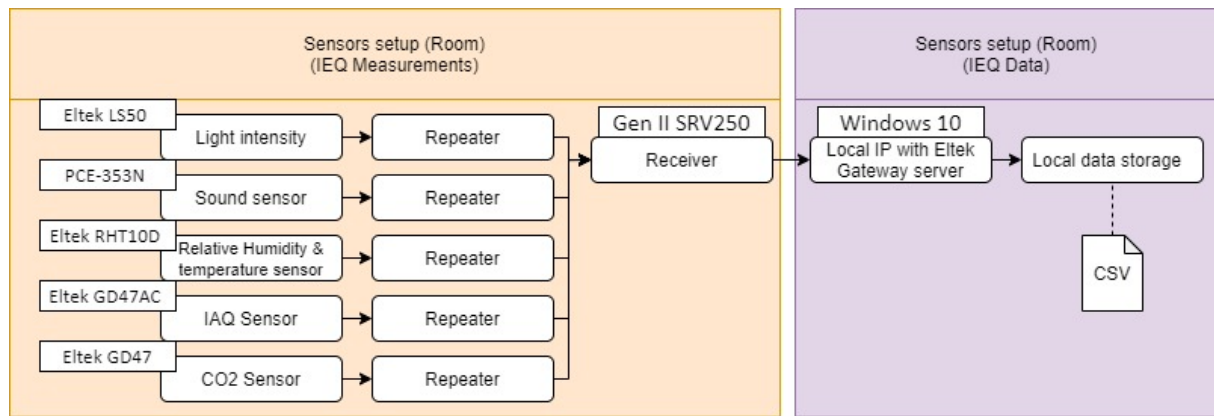 Sensors setup (Room)
(IEQ Measurements)
Sensors setup (Room)
(IEQ Data)
Eltek LS50
Light intensity
Repeater
Gen II SRV250
Receiver
Windows 10
Local IP with Eltek
Gateway server
Local data storage
PCE-353N
Sound sensor
Repeater
Eltek RHT10D
Relative Humidity &
temperature sensor
Repeater
CSV
Eltek GD47AC
IAQ Sensor
Repeater
Eltek GD47
CO2 Sensor
Repeater